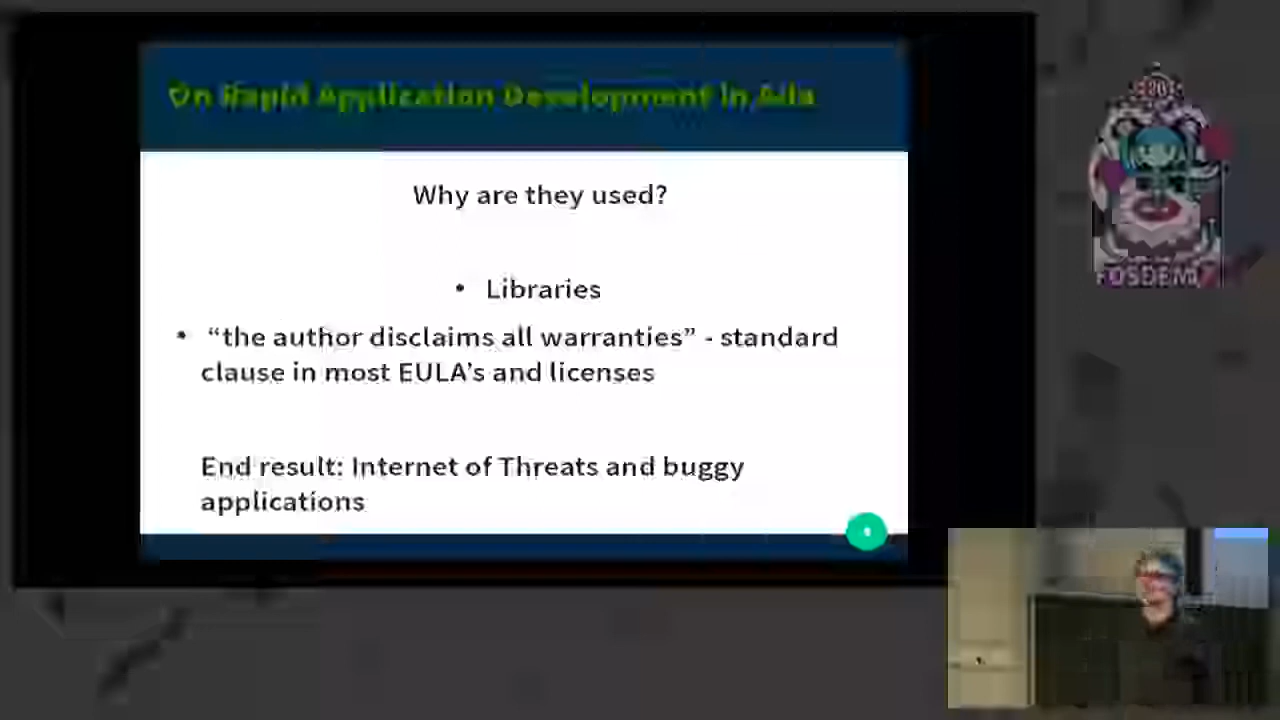 On Rapid Application Development in Ada
Why are they used?
• Libraries
• “the author disclaims all warranties” - standard
clause in most EULA’s and licenses
End result: Internet of Threats and buggy
applications
FOSDEM